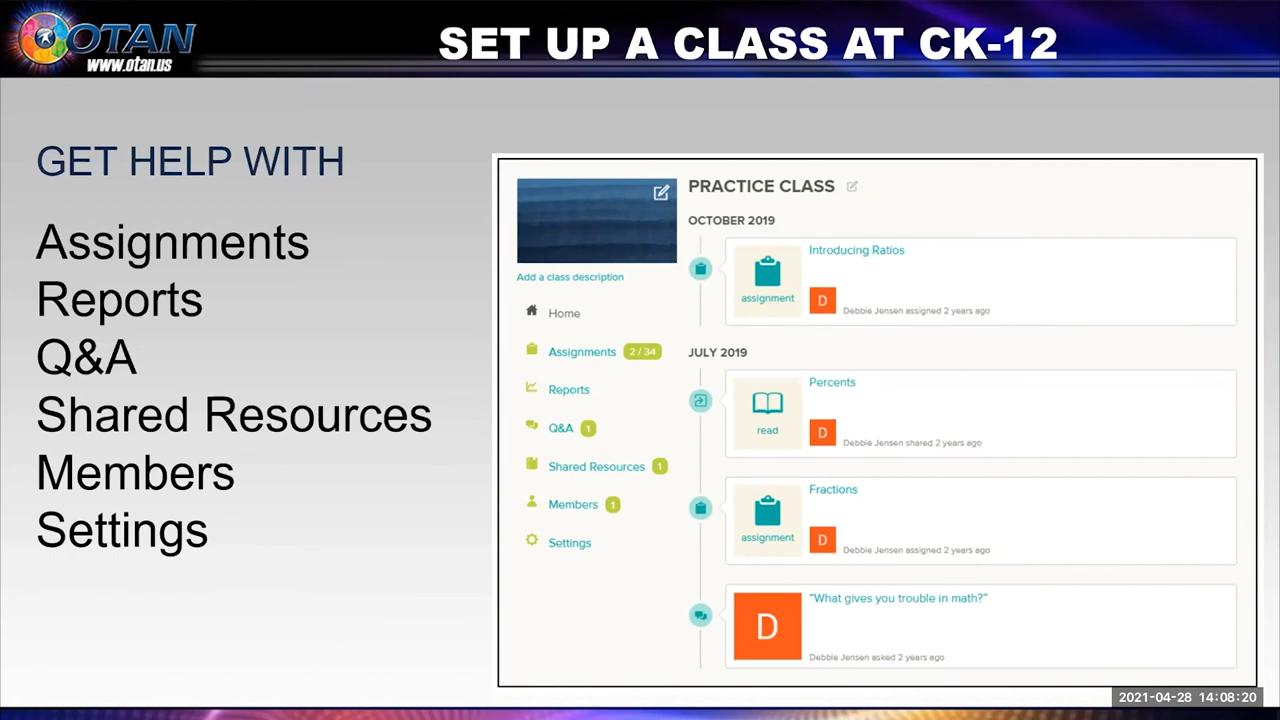 OTAN
www.otan.us
SET UP A CLASS AT CK-12
GET HELP WITH
Assignments
Reports
Q&A
Shared Resources
Members
Settings
Add a class description
Home
Assignments 2 / 34
Reports
Q&A 1
Shared Resources 1
Members 1
Settings
PRACTICE CLASS
OCTOBER 2019
assignment
Introducing Ratios
D
Debbie Jensen assigned 2 years ago
JULY 2019
read
Percents
D
Debbie Jensen shared 2 years ago
assignment
Fractions
D
Debbie Jensen assigned 2 years ago
D
"What gives you trouble in math?"
Debbie Jensen asked 2 years ago
2021-04-28 14:08:20